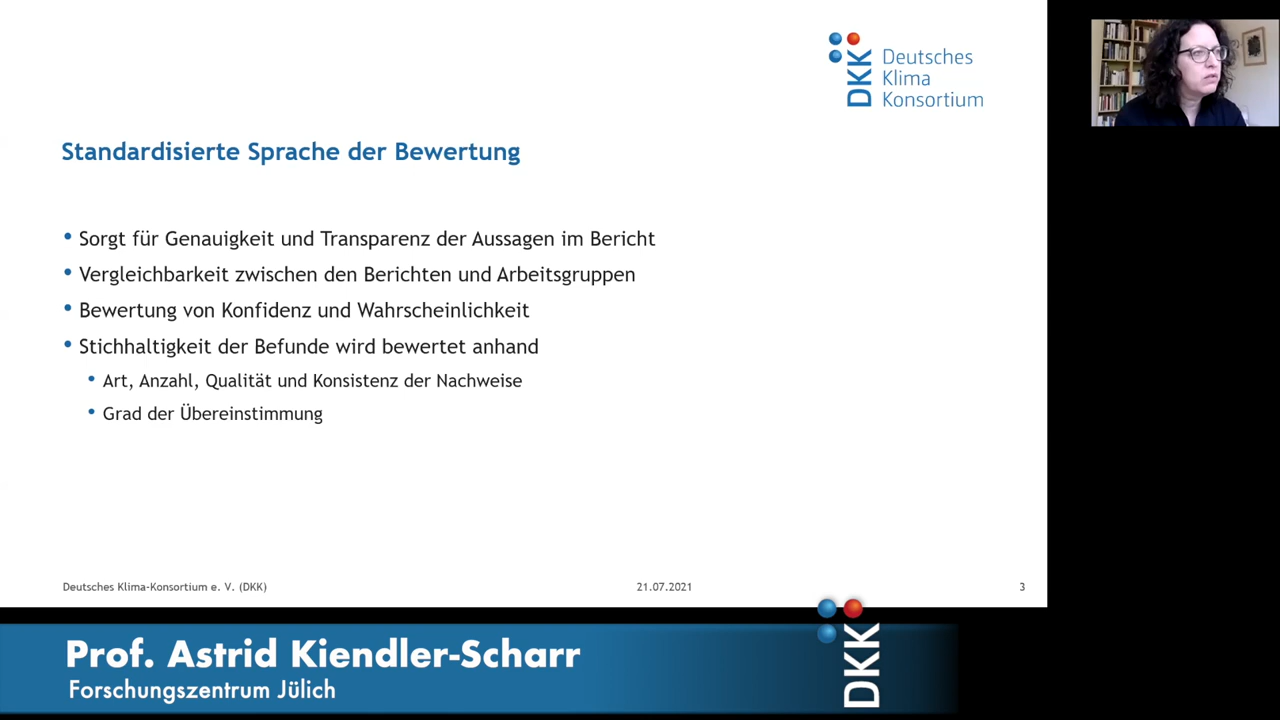 DKK
Deutsches
Klima
Konsortium
Standardisierte Sprache der Bewertung
• Sorgt für Genauigkeit und Transparenz der Aussagen im Bericht
• Vergleichbarkeit zwischen den Berichten und Arbeitsgruppen
• Bewertung von Konfidenz und Wahrscheinlichkeit
• Stichhaltigkeit der Befunde wird bewertet anhand
• Art, Anzahl, Qualität und Konsistenz der Nachweise
• Grad der Übereinstimmung
Deutsches Klima-Konsortium e. V. (DKK) 21.07.2021 3
Prof. Astrid Kiendler-Scharr
Forschungszentrum Jülich
DKK